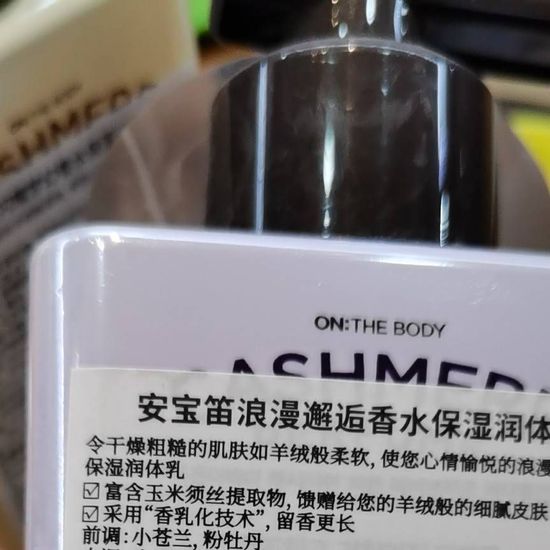 ON:THE BODY
安宝笛浪漫邂逅香水保湿润体
令干燥粗糙的肌肤如羊绒般柔软, 使您心情愉悦的浪漫
保湿润体乳
☑ 富含玉米须丝提取物, 馈赠给您的羊绒般的细腻皮肤
☑ 采用“香乳化技术”, 留香更长
前调: 小苍兰, 粉牡丹